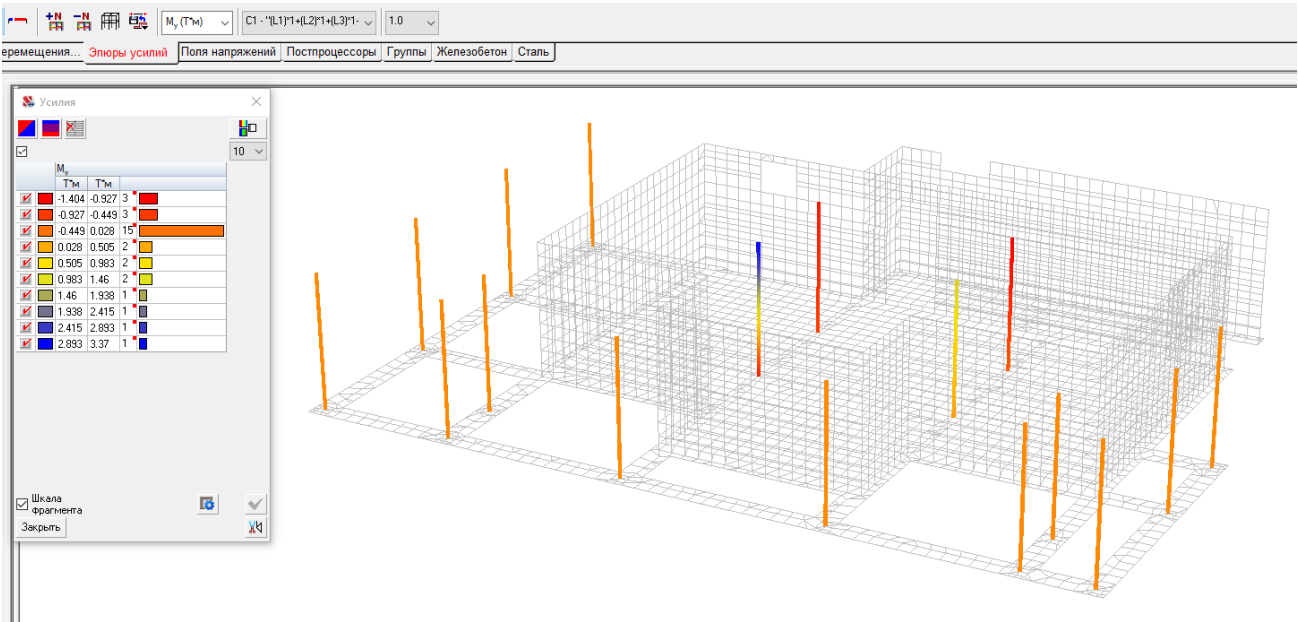 +N -N My (Т*м) C1 - "(L1)*1+(L2)*1+(L3)*1- 1.0
еремещения... Эпюры усилий Поля напряжений Постпроцессоры Группы Железобетон Сталь
Усилия
10
My
Т*м Т*м
-1.404 -0.927 3
-0.927 -0.449 3
-0.449 0.028 15
0.028 0.505 2
0.505 0.983 2
0.983 1.46 2
1.46 1.938 1
1.938 2.415 1
2.415 2.893 1
2.893 3.37 1
Шкала
фрагмента
Закрыть